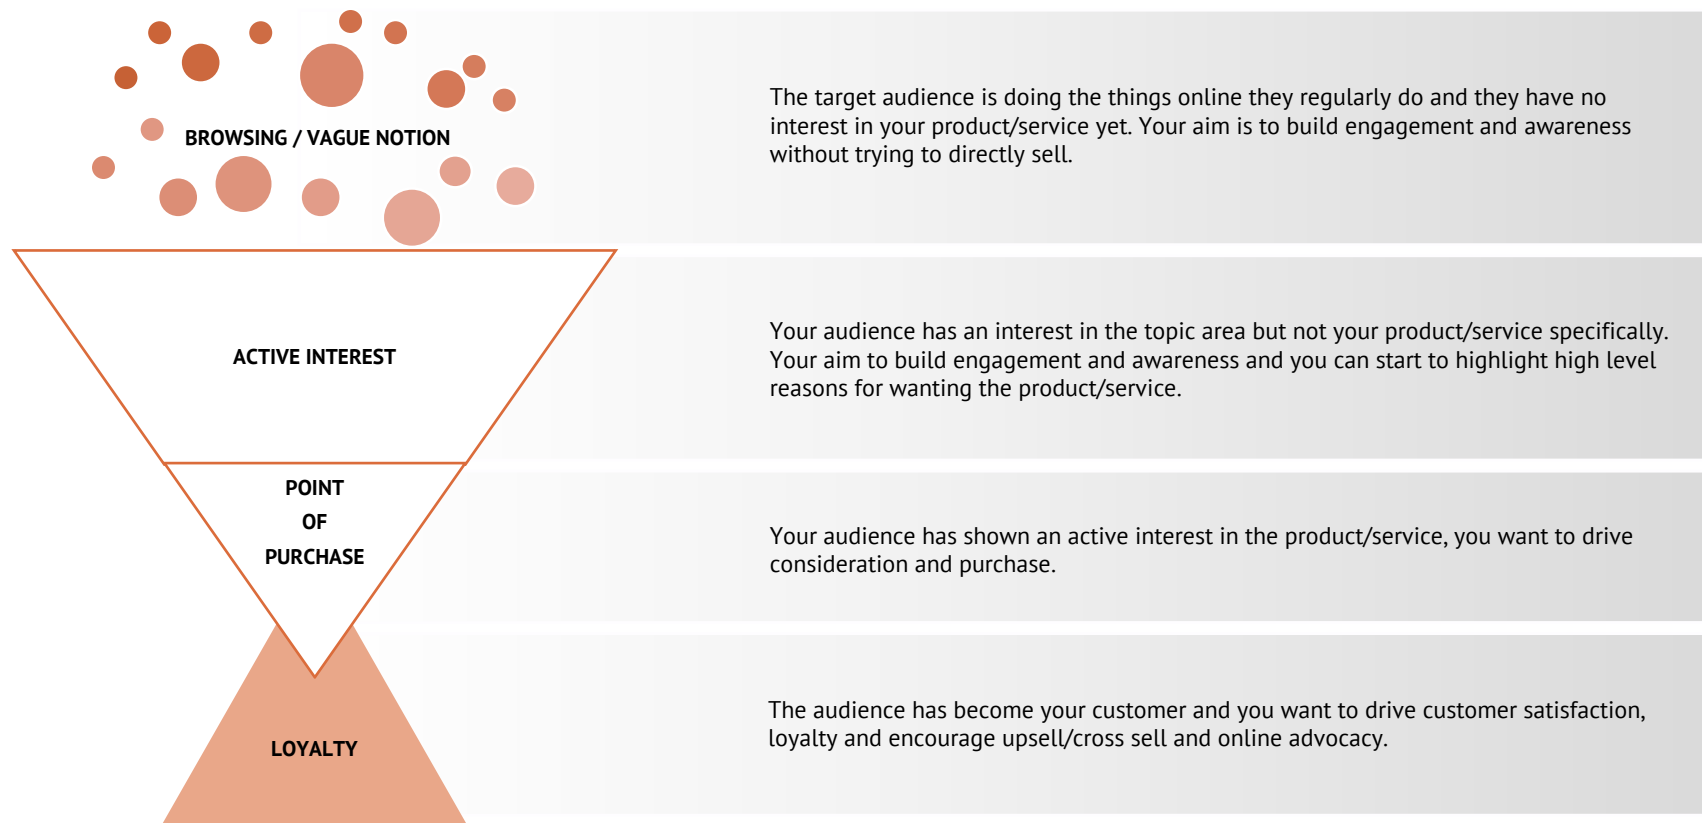 BROWSING / VAGUE NOTION
The target audience is doing the things online they regularly do and they have no
interest in your product/service yet. Your aim is to build engagement and awareness
without trying to directly sell.
ACTIVE INTEREST
Your audience has an interest in the topic area but not your product/service specifically.
Your aim to build engagement and awareness and you can start to highlight high level
reasons for wanting the product/service.
POINT
OF
PURCHASE
Your audience has shown an active interest in the product/service, you want to drive
consideration and purchase.
LOYALTY
The audience has become your customer and you want to drive customer satisfaction,
loyalty and encourage upsell/cross sell and online advocacy.